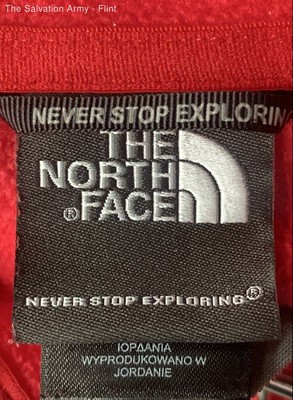 The Salvation Army - Flint
NEVER STOP EXPLORIN
THE
NORTH
®FACE
NEVER STOP EXPLORING®
ΙΟΡΔΑΝΙΑ
WYPRODUKOWANO W
JORDANIE